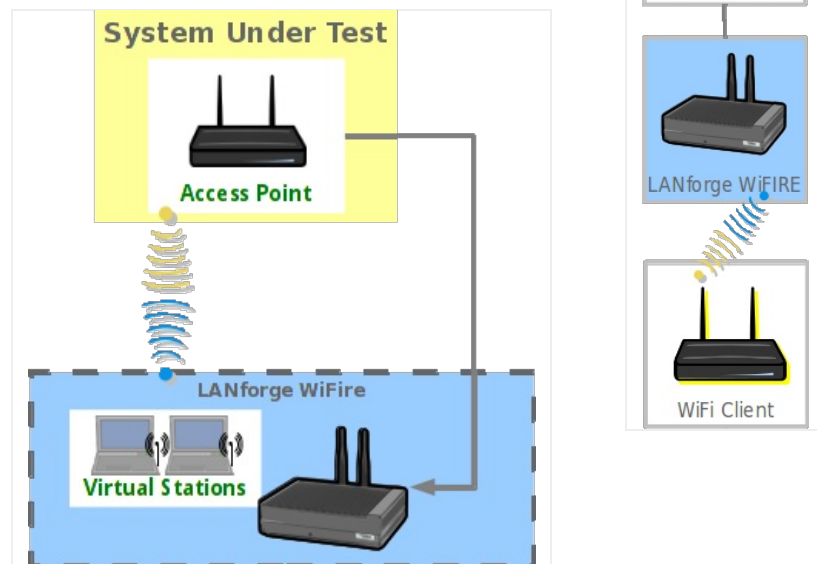 System Under Test
Access Point
LANforge WiFire
Virtual Stations
LANforge WiFIRE
WiFi Client